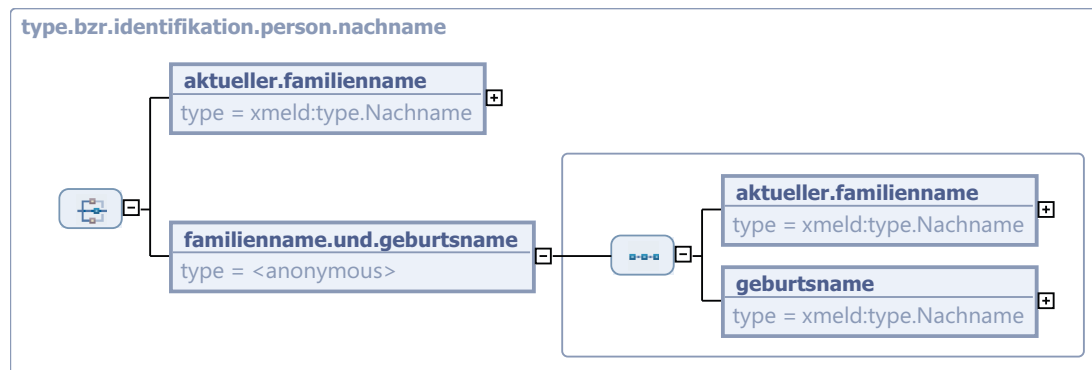 type.bzr.identifikation.person.nachname
aktueller.familienname
type = xmeld:type.Nachname
familienname.und.geburtsname
type = <anonymous>
aktueller.familienname
type = xmeld:type.Nachname
geburtsname
type = xmeld:type.Nachname